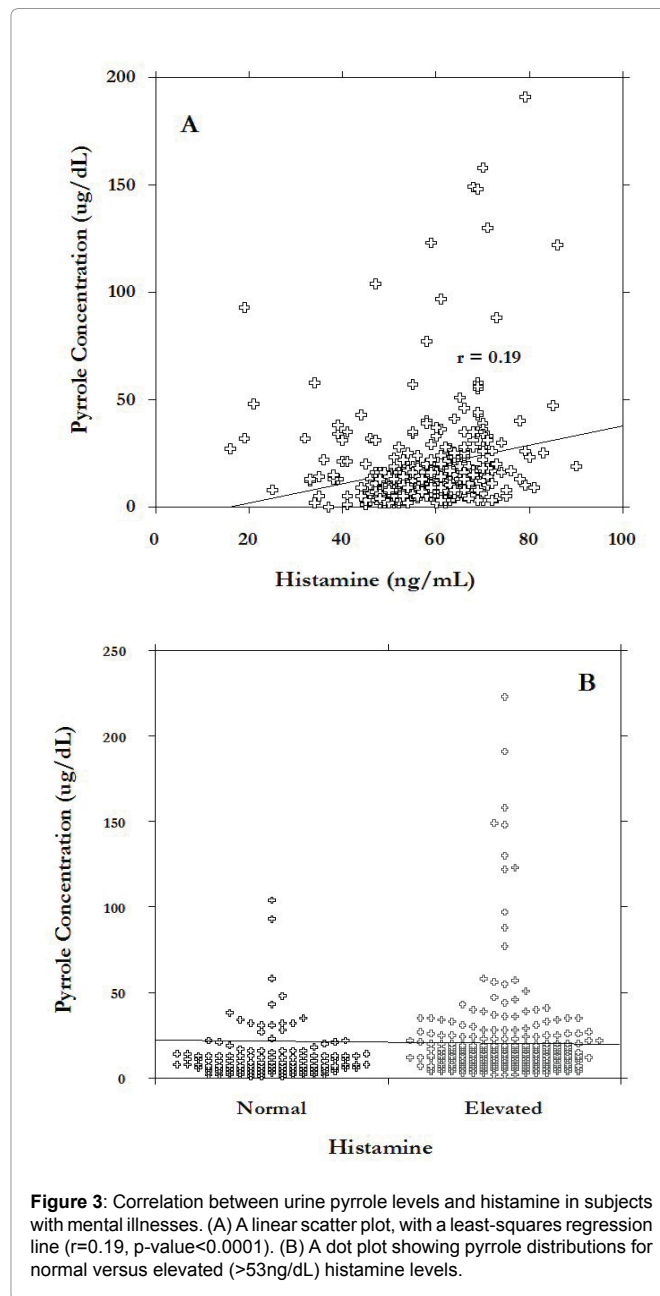 200
A
150
100
r = 0.19
50
0
0 20 40 60 80 100
Pyrrole Concentration (ug/dL)
Histamine (ng/mL)
250
B
200
150
100
50
0
Normal Elevated
Pyrrole Concentration (ug/dL)
Histamine
Figure 3: Correlation between urine pyrrole levels and histamine in subjects
with mental illnesses. (A) A linear scatter plot, with a least-squares regression
line (r=0.19, p-value<0.0001). (B) A dot plot showing pyrrole distributions for
normal versus elevated (>53ng/dL) histamine levels.